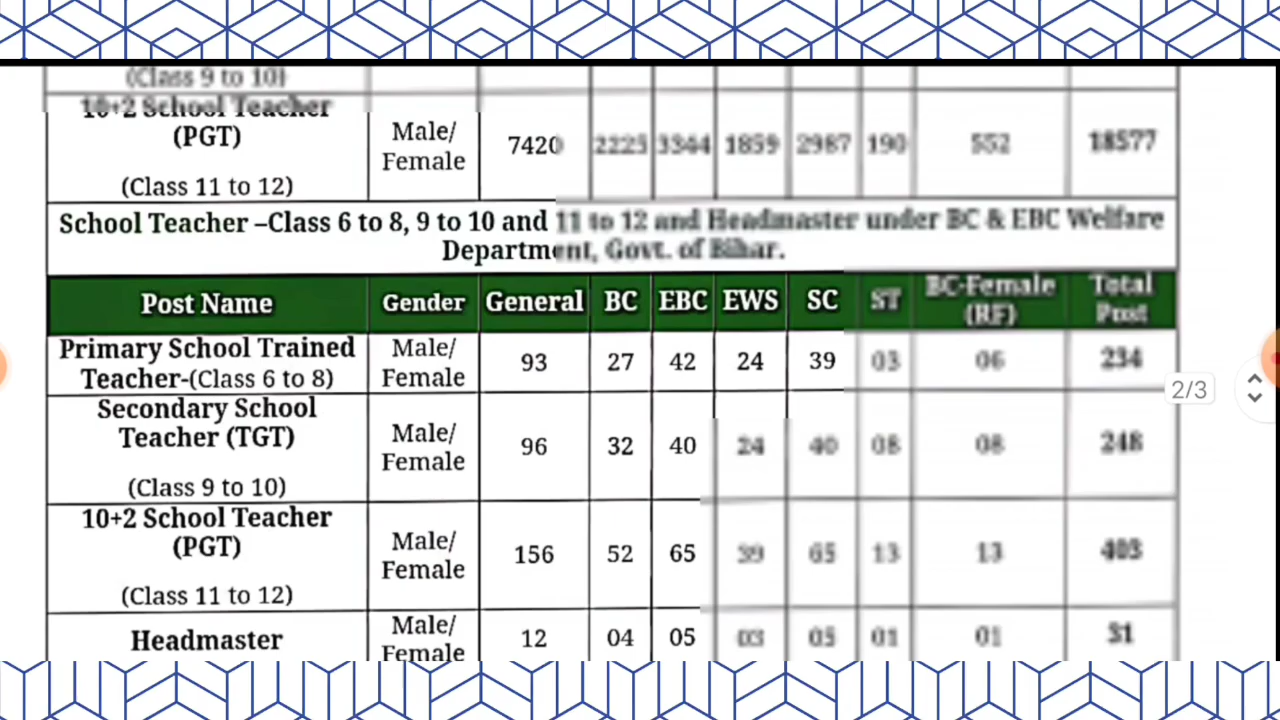 (Class 9 to 10)
10+2 School Teacher
(PGT)
(Class 11 to 12)
Male/
Female
7420 2225 3344 1859 2987 190 552 18577
School Teacher –Class 6 to 8, 9 to 10 and 11 to 12 and Headmaster under BC & EBC Welfare
Department, Govt. of Bihar.
Post Name Gender General BC EBC EWS SC ST BC-Female (RF) Total Post
Primary School Trained
Teacher-(Class 6 to 8)
Male/
Female
93 27 42 24 39 03 06 234
Secondary School
Teacher (TGT)
(Class 9 to 10)
Male/
Female
96 32 40 24 40 08 08 248
10+2 School Teacher
(PGT)
(Class 11 to 12)
Male/
Female
156 52 65 39 65 13 13 403
Headmaster
Male/
Female
12 04 05 03 05 01 01 31
2/3